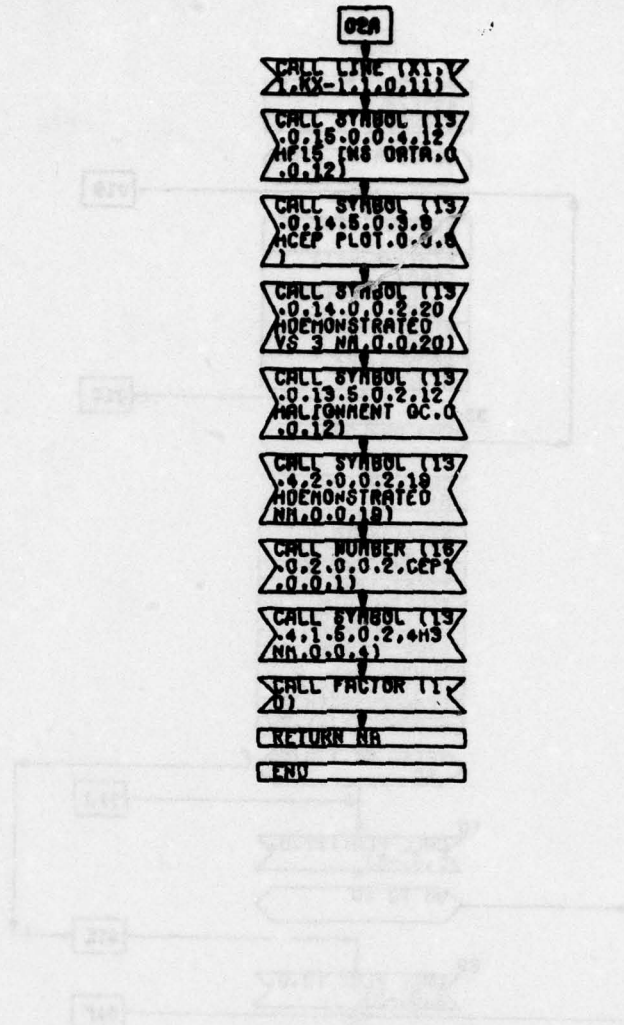 02A
CALL LINE (X1,Y
1,KX-1,1,0,11)
CALL SYMBOL (13
.0,15.0,0.4,12
HF15 INS DATA,0
.0,12)
CALL SYMBOL (13
.0,14.5,0.3,8
HCEP PLOT,0.0,8
)
CALL SYMBOL (13
.0,14.0,0.2,20
HDEMONSTRATED
VS 3 NM,0.0,20)
CALL SYMBOL (13
.0,13.5,0.2,12
HALIGNMENT GC,0
.0,12)
CALL SYMBOL (13
.4,2.0,0.2,19
HDEMONSTRATED
NM,0.0,19)
CALL NUMBER (16
.0,2.0,0.2,CEP1
,0.0,1)
CALL SYMBOL (13
.4,1.5,0.2,4H3
NM,0.0,4)
CALL FACTOR (1.
0)
RETURN NA
END